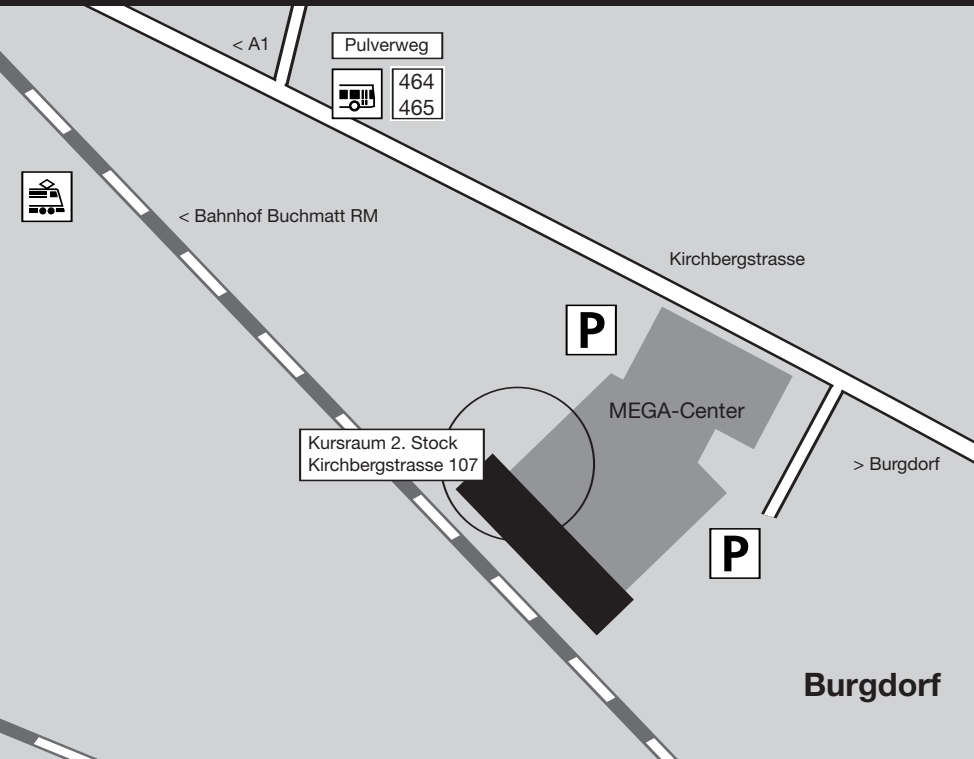 < A1
Pulverweg
464
465
< Bahnhof Buchmatt RM
Kirchbergstrasse
P
MEGA-Center
Kursraum 2. Stock
Kirchbergstrasse 107
> Burgdorf
P
Burgdorf